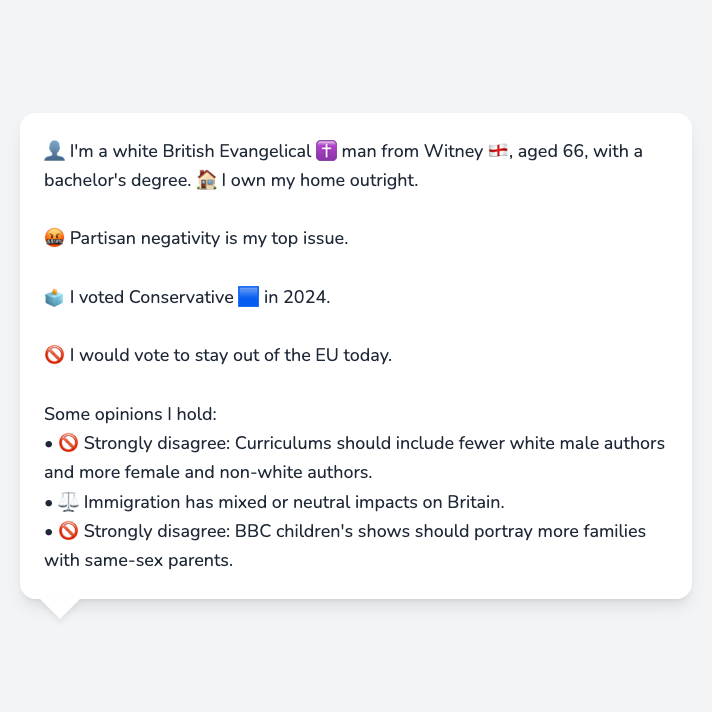 👤 I'm a white British Evangelical ✝️ man from Witney 🏴󠁧󠁢󠁥󠁮󠁧󠁿, aged 66, with a
bachelor's degree. 🏠 I own my home outright.
🤬 Partisan negativity is my top issue.
🗳️ I voted Conservative 🟦 in 2024.
🚫 I would vote to stay out of the EU today.
Some opinions I hold:
• 🚫 Strongly disagree: Curriculums should include fewer white male authors
and more female and non-white authors.
• ⚖️ Immigration has mixed or neutral impacts on Britain.
• 🚫 Strongly disagree: BBC children's shows should portray more families
with same-sex parents.